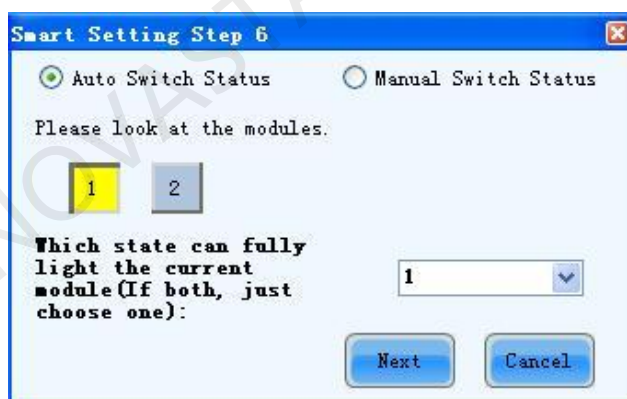 Smart Setting Step 6
Auto Switch Status Manual Switch Status
Please look at the modules.
1 2
Which state can fully
light the current
module(If both, just
choose one):
1
Next Cancel